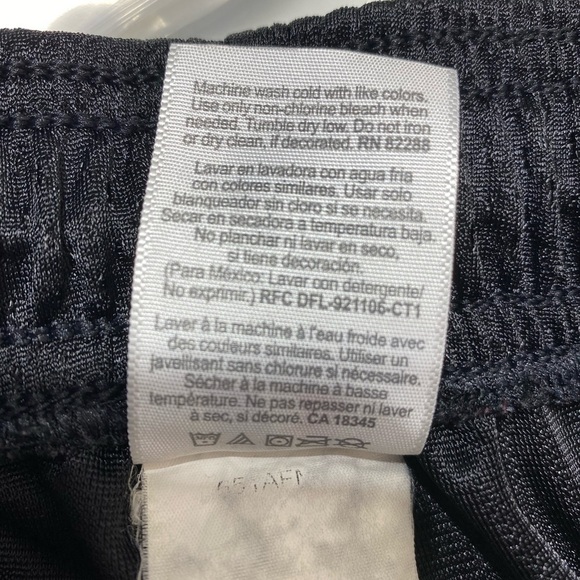 Machine wash cold with like colors.
Use only non-chlorine bleach when
needed. Tumble dry low. Do not iron
or dry clean, if decorated. RN 82288
Lavar en lavadora con agua fria
con colores similares. Usar solo
blanqueador sin cloro si se necesita.
Secar en secadora a temperatura baja.
No planchar ni lavar en seco,
si tiene decoración.
(Para México: Lavar con detergente/
No exprimir.) RFC DFL-921106-CT1
Laver à la machine à l'eau froide avec
des couleurs similaires. Utiliser un
javellisant sans chlore si nécessaire.
Sécher à la machine à basse
température. Ne pas repasser ni laver
à sec, si décoré. CA 18345